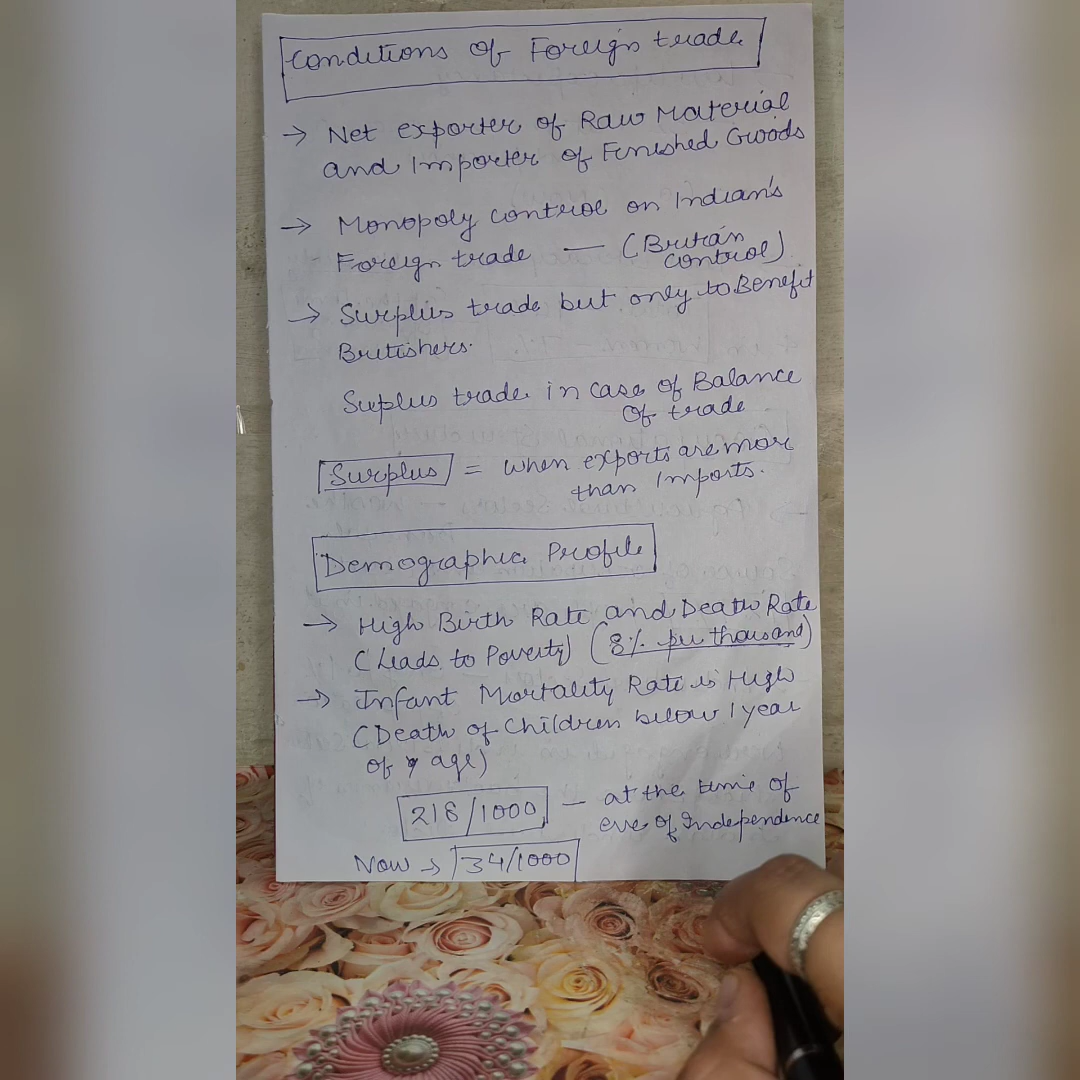 Conditions of Foreign trade
→ Net exporter of Raw Material
and Importer of Finished Goods
→ Monopoly control on Indian's
Foreign trade — (Britain
control)
→ Surplus trade but only to Benefit
Britishers.
Suplus trade in case of Balance
of trade
Surplus = when exports are more
than Imports.
Demographic Profile
→ High Birth Rate and Death Rate
(leads to Poverty) (8% per thousand)
→ Infant Mortality Rate is High
(Death of Children below 1 year
of age)
218/1000 — at the time of
eve of Independence
Now → 34/1000